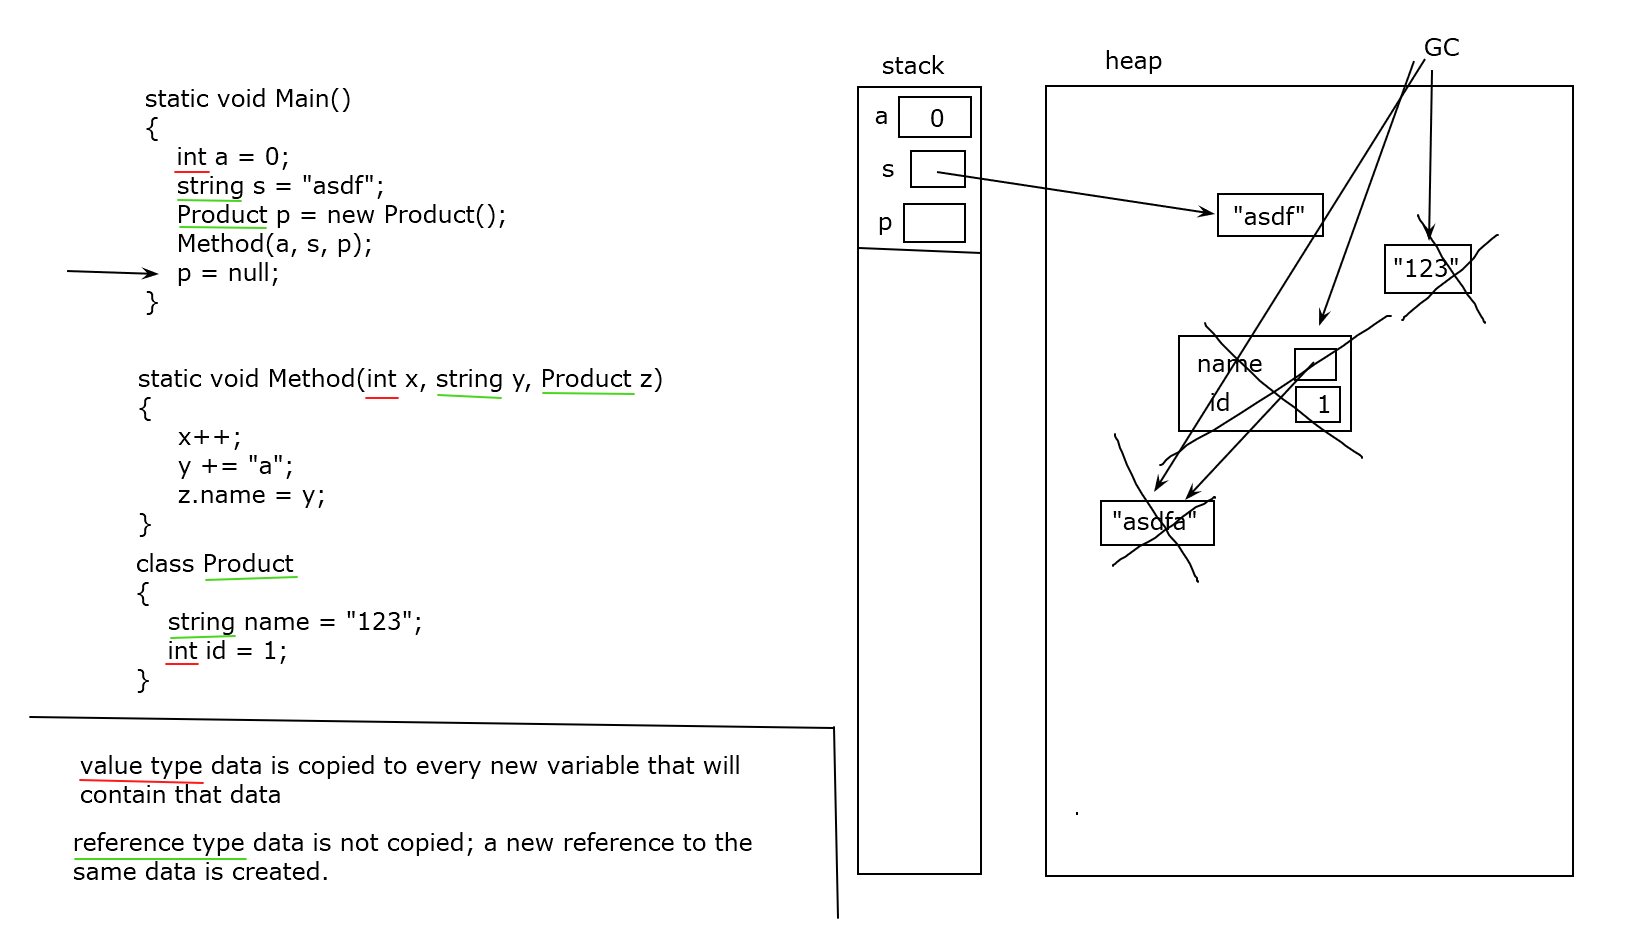 static void Main()
{
int a = 0;
string s = "asdf";
Product p = new Product();
Method(a, s, p);
p = null;
}
static void Method(int x, string y, Product z)
{
x++;
y += "a";
z.name = y;
}
class Product
{
string name = "123";
int id = 1;
}
value type data is copied to every new variable that will
contain that data
reference type data is not copied; a new reference to the
same data is created.
stack
a 0
s
p
heap
GC
"asdf"
"123"
name
id 1
"asdfa"